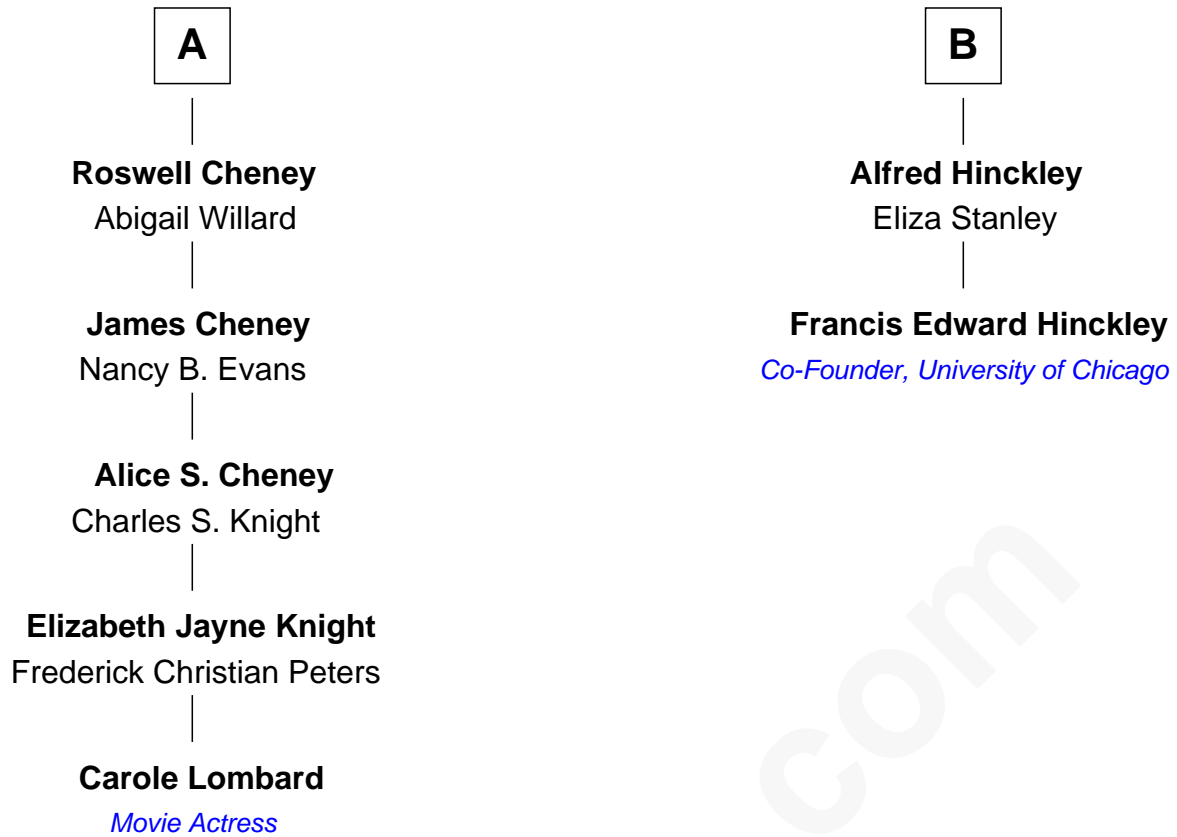 A
Roswell Cheney
Abigail Willard
James Cheney
Nancy B. Evans
Alice S. Cheney
Charles S. Knight
Elizabeth Jayne Knight
Frederick Christian Peters
Carole Lombard
Movie Actress
B
Alfred Hinckley
Eliza Stanley
Francis Edward Hinckley
Co-Founder, University of Chicago
com